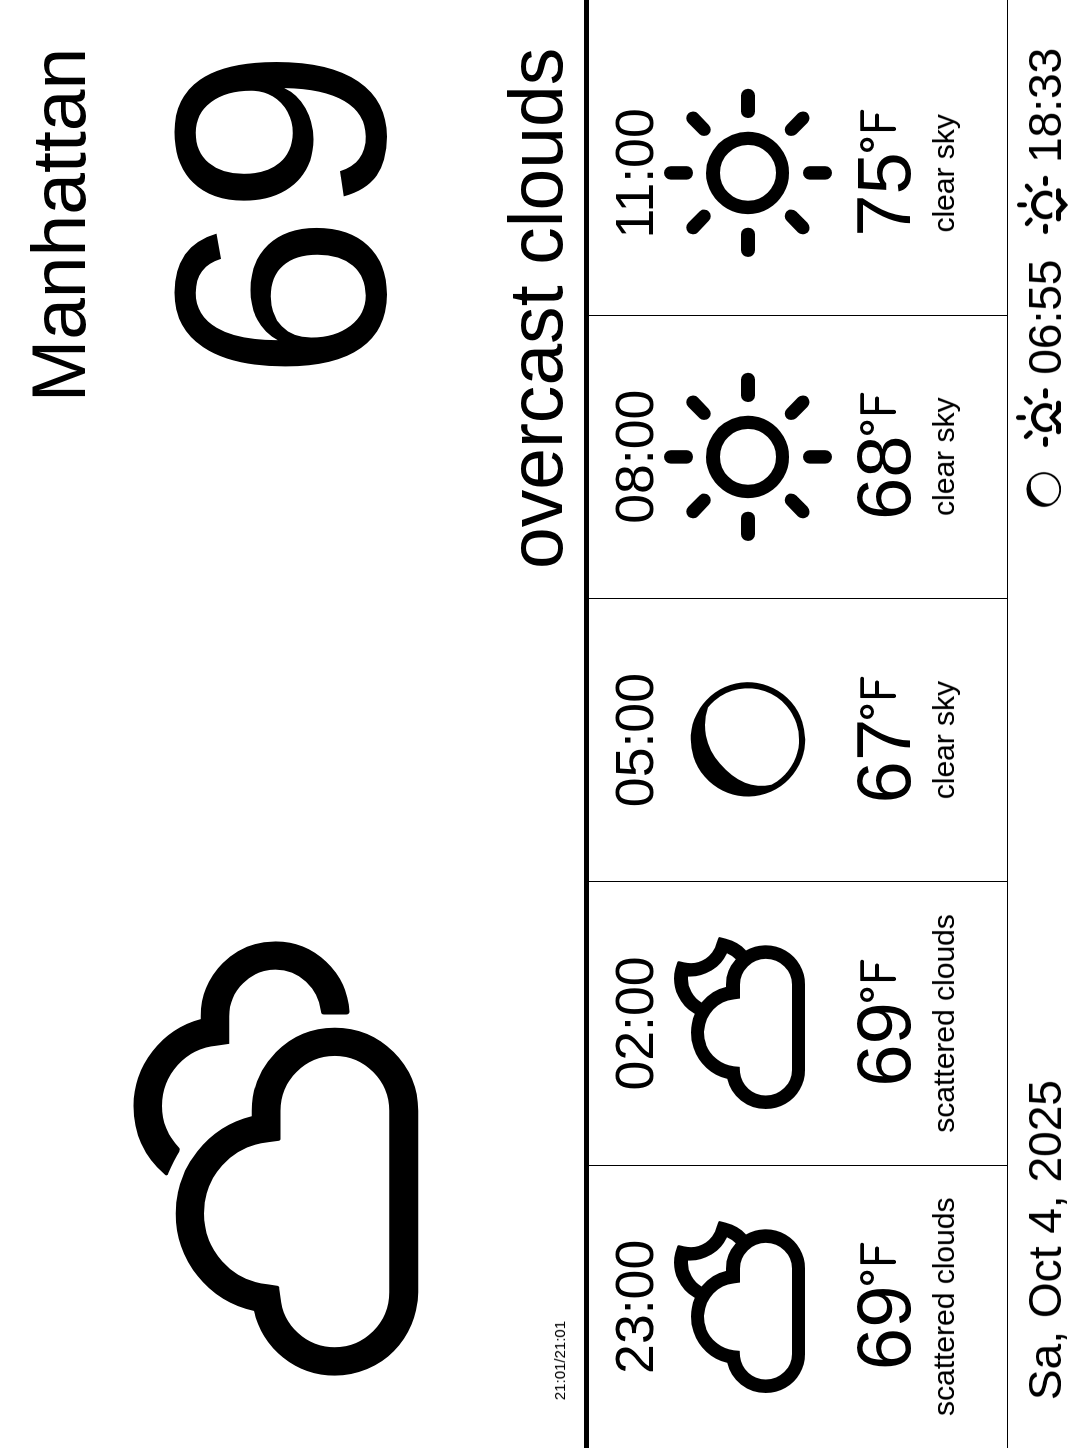 Manhattan
69
overcast clouds
21:01/21:01
23:00
69°F
scattered clouds
02:00
69°F
scattered clouds
05:00
67°F
clear sky
08:00
68°F
clear sky
11:00
75°F
clear sky
Sa, Oct 4, 2025
06:55
18:33